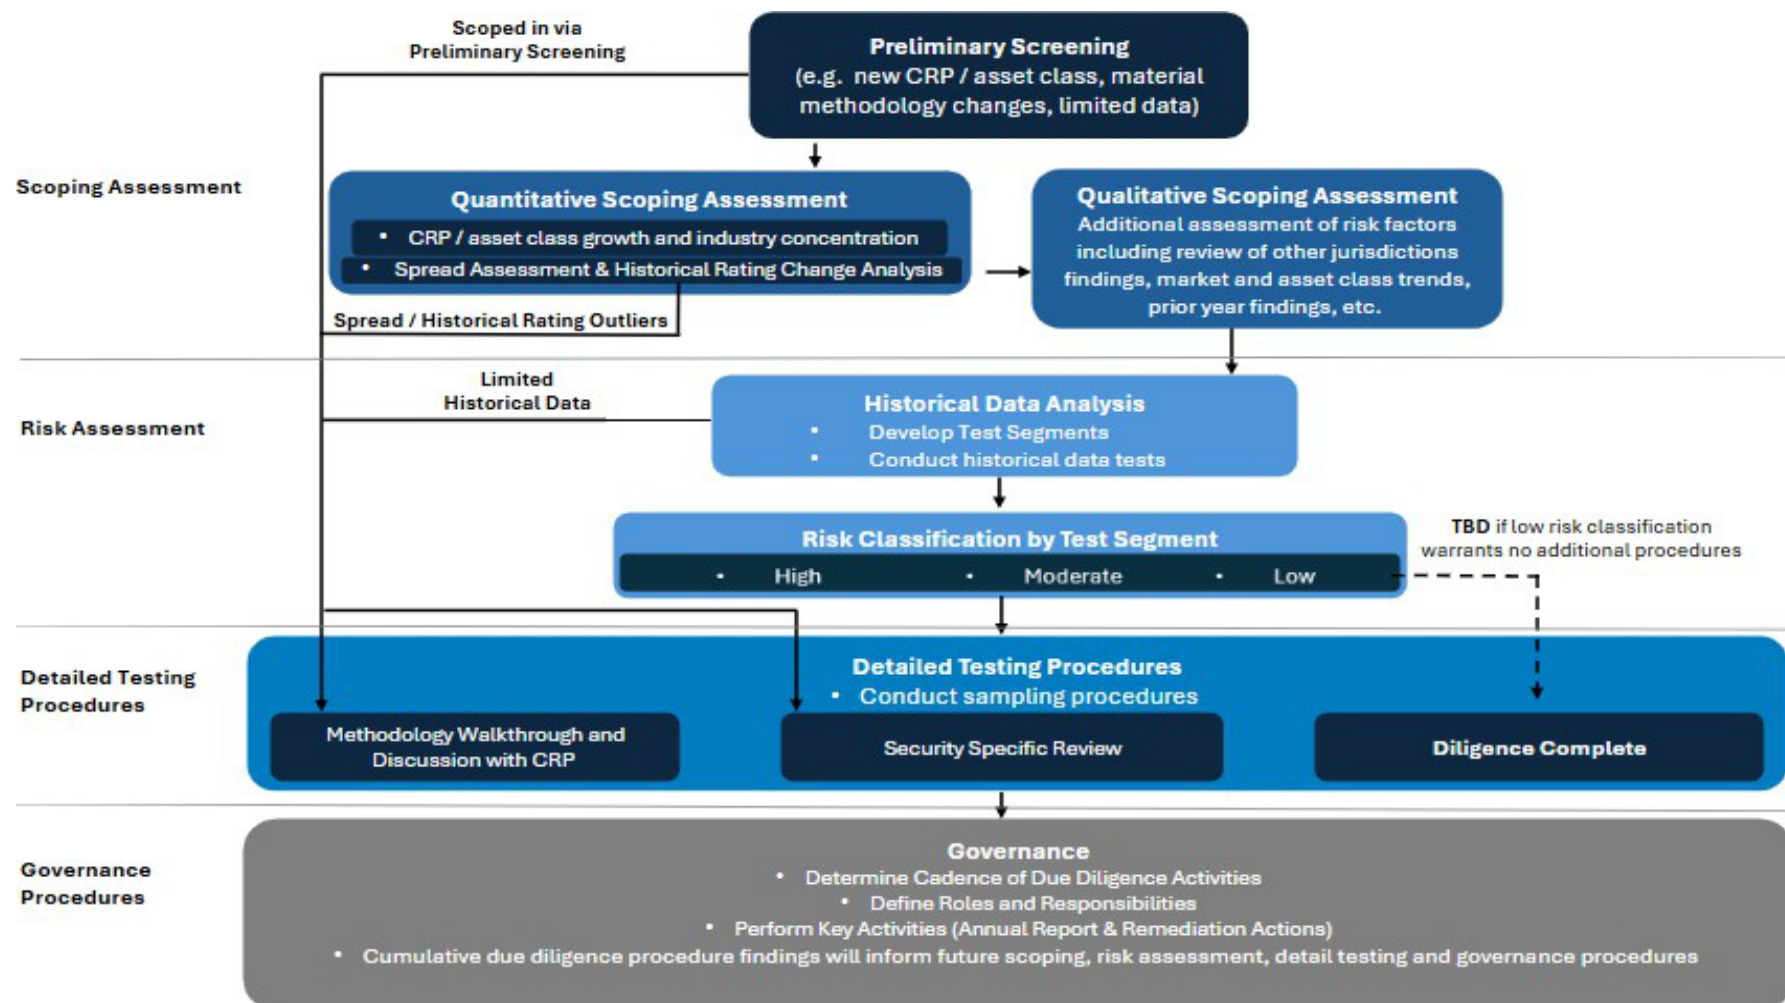 Scoped in via
Preliminary Screening
Preliminary Screening
(e.g. new CRP / asset class, material
methodology changes, limited data)
Scoping Assessment
Quantitative Scoping Assessment
• CRP / asset class growth and industry concentration
• Spread Assessment & Historical Rating Change Analysis
Qualitative Scoping Assessment
Additional assessment of risk factors
including review of other jurisdictions
findings, market and asset class trends,
prior year findings, etc.
Spread / Historical Rating Outliers
Limited
Historical Data
Risk Assessment
Historical Data Analysis
• Develop Test Segments
• Conduct historical data tests
Risk Classification by Test Segment
• High • Moderate • Low
TBD if low risk classification
warrants no additional procedures
Detailed Testing
Procedures
Detailed Testing Procedures
• Conduct sampling procedures
Methodology Walkthrough and
Discussion with CRP
Security Specific Review
Diligence Complete
Governance
Procedures
Governance
• Determine Cadence of Due Diligence Activities
• Define Roles and Responsibilities
• Perform Key Activities (Annual Report & Remediation Actions)
• Cumulative due diligence procedure findings will inform future scoping, risk assessment, detail testing and governance procedures